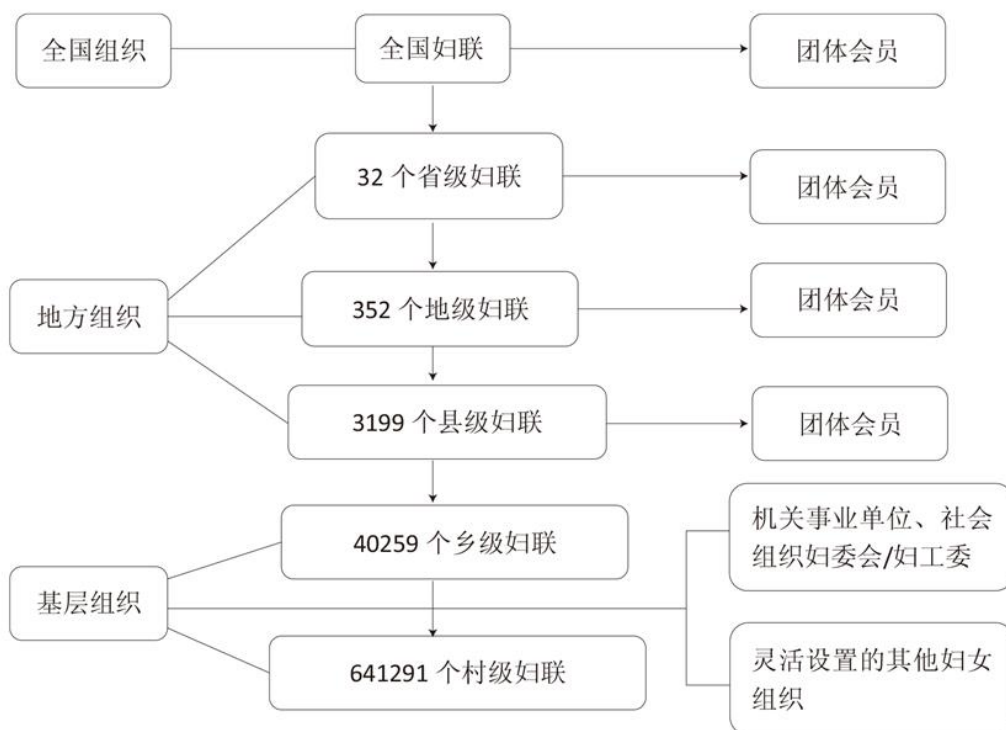 全国组织
全国妇联
团体会员
32 个省级妇联
团体会员
地方组织
352 个地级妇联
团体会员
3199 个县级妇联
团体会员
40259 个乡级妇联
机关事业单位、社会
组织妇委会/妇工委
基层组织
641291 个村级妇联
灵活设置的其他妇女
组织